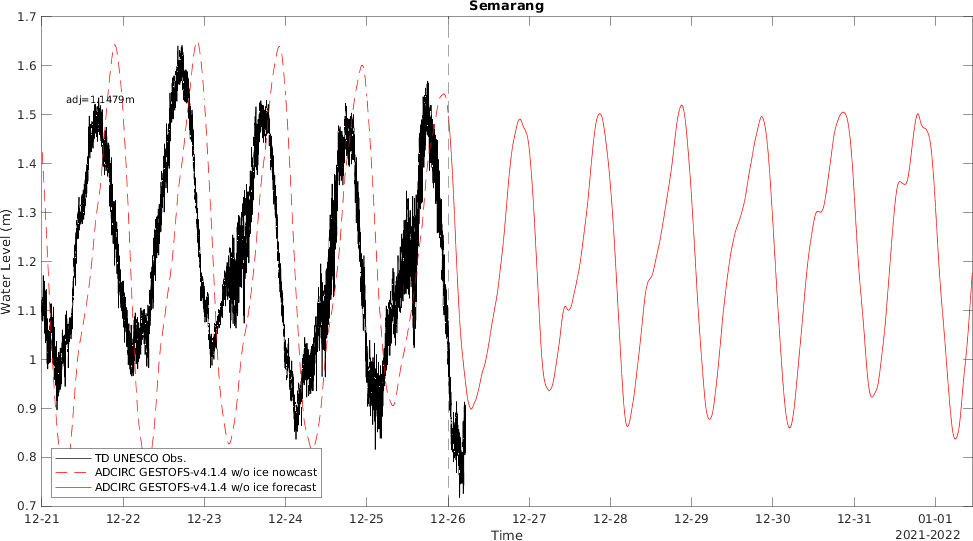 Semarang
1.7
1.6
1.5
1.4
1.3
1.2
1.1
1
0.9
0.8
0.7
Water Level (m)
adj=1.1479m
TD UNESCO Obs.
ADCIRC GESTOFS-v4.1.4 w/o ice nowcast
ADCIRC GESTOFS-v4.1.4 w/o ice forecast
12-21 12-22 12-23 12-24 12-25 12-26 12-27 12-28 12-29 12-30 12-31 01-01
Time
2021-2022